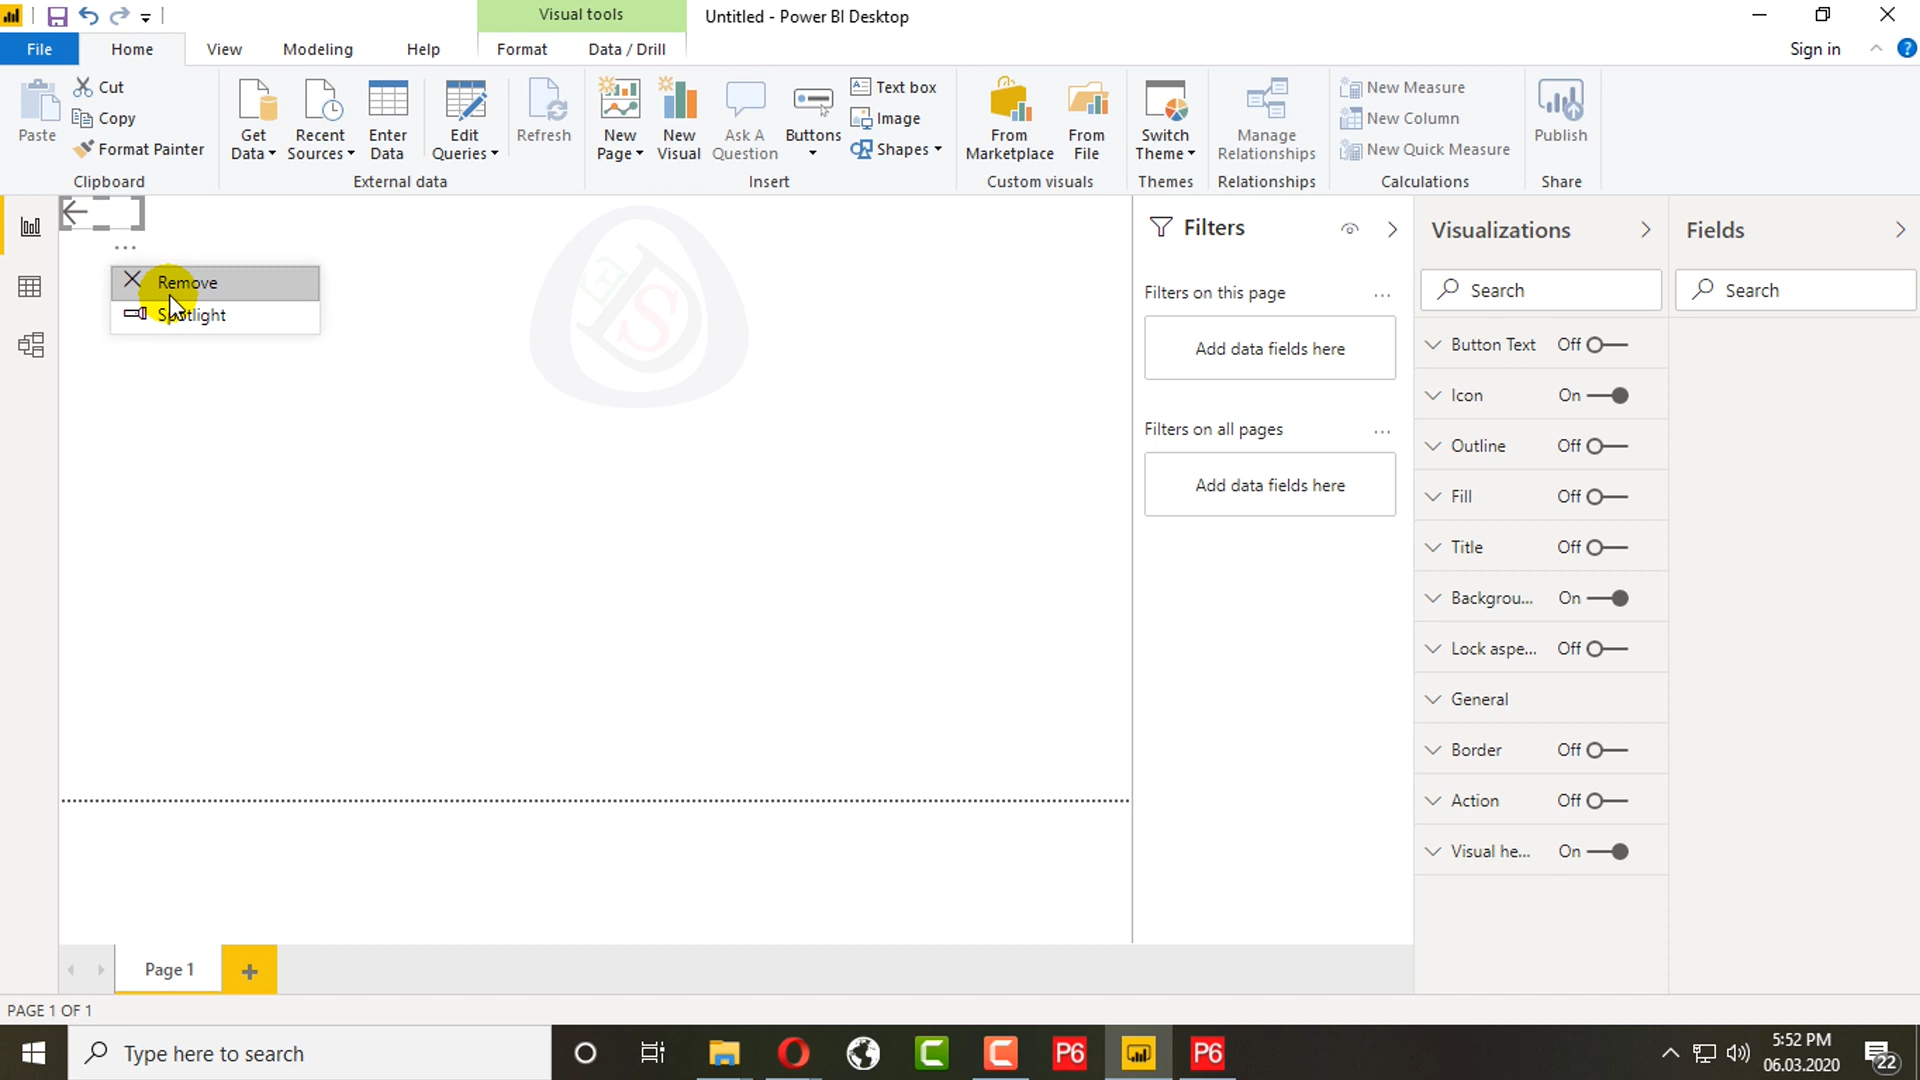 Visual tools
Untitled - Power BI Desktop
File
Home
View
Modeling
Help
Format
Data / Drill
Sign in
Paste
Cut
Copy
Format Painter
Clipboard
Get Data
Recent Sources
Enter Data
Edit Queries
Refresh
External data
New Page
New Visual
Ask A Question
Buttons
Text box
Image
Shapes
Insert
From Marketplace
From File
Custom visuals
Switch Theme
Themes
Manage Relationships
Relationships
New Measure
New Column
New Quick Measure
Calculations
Publish
Share
...
Remove
Spotlight
Filters
Filters on this page ...
Add data fields here
Filters on all pages ...
Add data fields here
Visualizations
Search
Button Text Off
Icon On
Outline Off
Fill Off
Title Off
Backgrou... On
Lock aspe... Off
General
Border Off
Action Off
Visual he... On
Fields
Search
Page 1
PAGE 1 OF 1
Type here to search
P6
P6
5:52 PM
06.03.2020
22